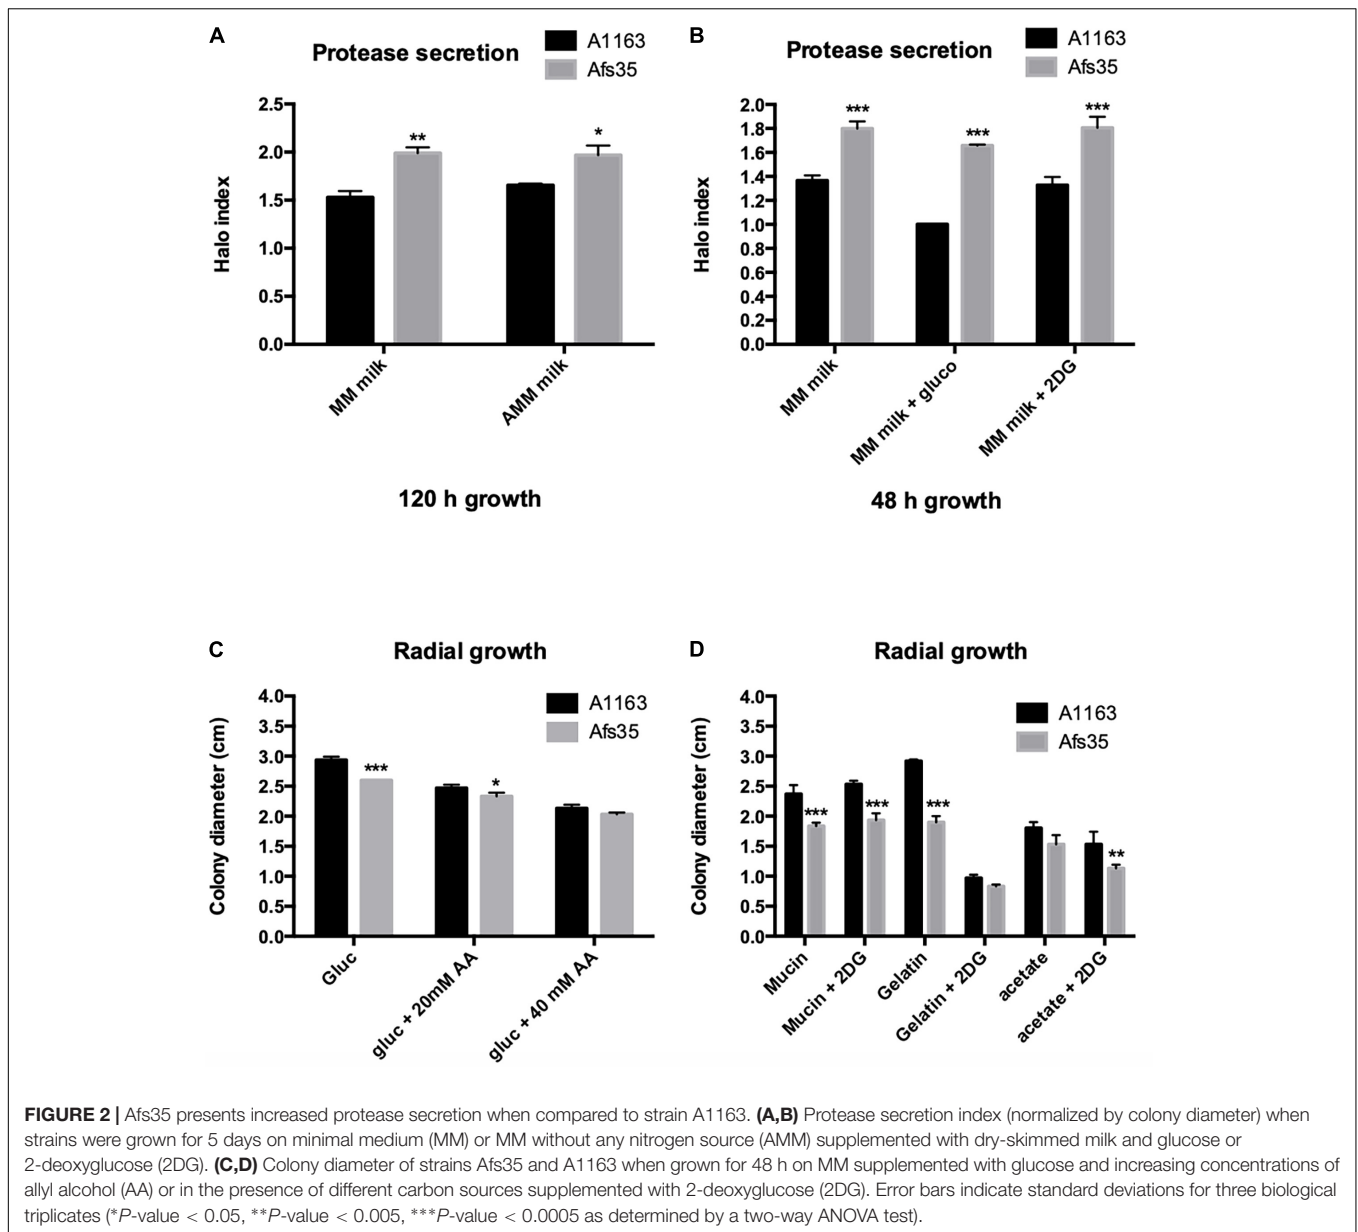 A
Protease secretion
A1163
Afs35
Halo index
2.5
2.0
1.5
1.0
0.5
0.0
**
*
MM milk
AMM milk
120 h growth
B
Protease secretion
A1163
Afs35
Halo index
2.0
1.8
1.6
1.4
1.2
1.0
0.8
0.6
0.4
0.2
0.0
***
***
***
MM milk
MM milk + gluco
MM milk + 2DG
48 h growth
C
Radial growth
A1163
Afs35
Colony diameter (cm)
4.0
3.5
3.0
2.5
2.0
1.5
1.0
0.5
0.0
***
*
Gluc
gluc + 20mM AA
gluc + 40 mM AA
D
Radial growth
A1163
Afs35
Colony diameter (cm)
4.0
3.5
3.0
2.5
2.0
1.5
1.0
0.5
0.0
***
***
***
**
Mucin
Mucin + 2DG
Gelatin
Gelatin + 2DG
acetate
acetate + 2DG
FIGURE 2 | Afs35 presents increased protease secretion when compared to strain A1163. (A,B) Protease secretion index (normalized by colony diameter) when
strains were grown for 5 days on minimal medium (MM) or MM without any nitrogen source (AMM) supplemented with dry-skimmed milk and glucose or
2-deoxyglucose (2DG). (C,D) Colony diameter of strains Afs35 and A1163 when grown for 48 h on MM supplemented with glucose and increasing concentrations of
allyl alcohol (AA) or in the presence of different carbon sources supplemented with 2-deoxyglucose (2DG). Error bars indicate standard deviations for three biological
triplicates (*P-value < 0.05, **P-value < 0.005, ***P-value < 0.0005 as determined by a two-way ANOVA test).